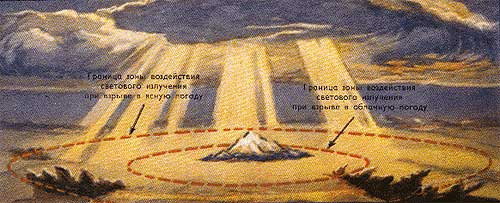 Граница зоны воздействия
светового излучения
при взрыве в ясную погоду
Граница зоны воздействия
светового излучения
при взрыве в облачную погоду